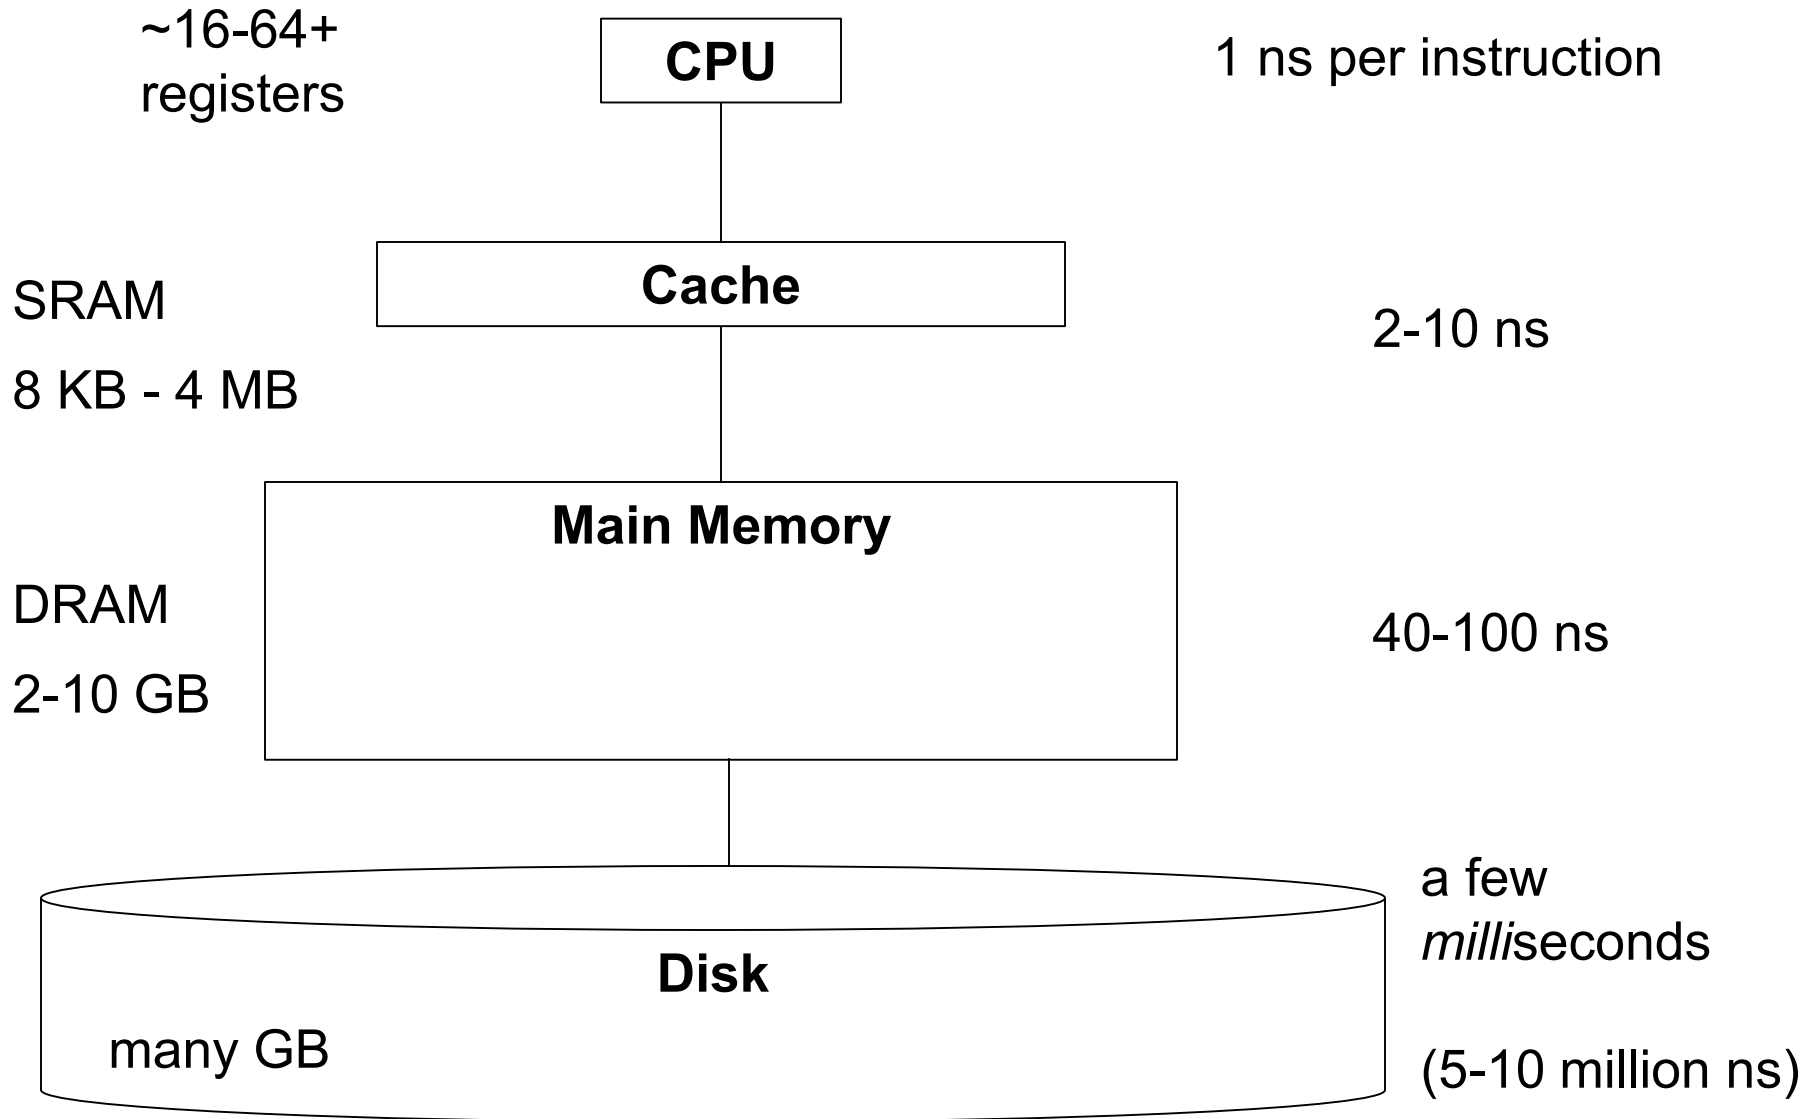 ~16-64+
registers
CPU
1 ns per instruction
Cache
SRAM
8 KB - 4 MB
2-10 ns
Main Memory
DRAM
2-10 GB
40-100 ns
a few
milliseconds
Disk
many GB
(5-10 million ns)